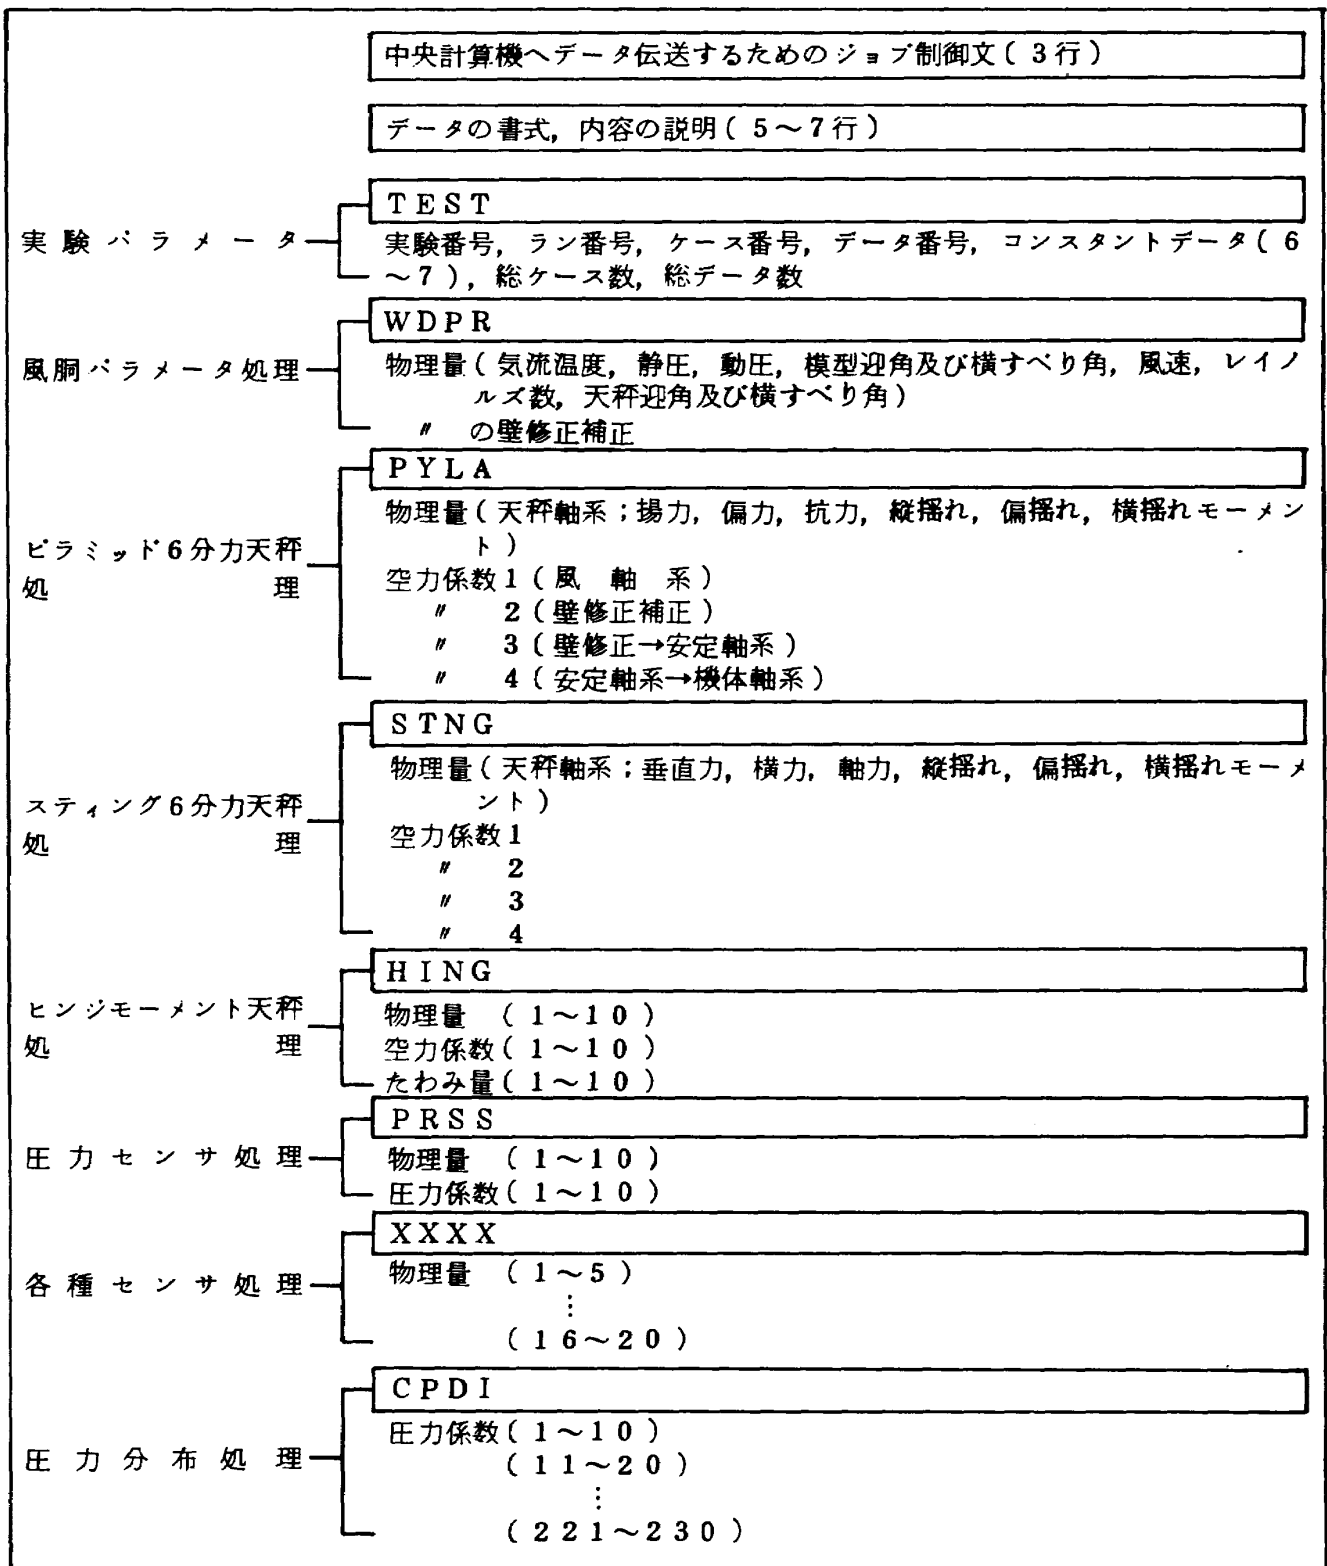 中央計算機へデータ伝送するためのジョブ制御文(3行)
データの書式,内容の説明(5~7行)
TEST
実験パラメータ
実験番号,ラン番号,ケース番号,データ番号,コンスタントデータ(6
~7),総ケース数,総データ数
WDPR
風胴パラメータ処理
物理量(気流温度,静圧,動圧,模型迎角及び横すべり角,風速,レイノ
ルズ数,天秤迎角及び横すべり角)
〃 の壁修正補正
PYLA
物理量(天秤軸系;揚力,偏力,抗力,縦揺れ,偏揺れ,横揺れモーメン
ト)
ピラミッド6分力天秤
処理
空力係数1(風軸系)
〃 2(壁修正補正)
〃 3(壁修正→安定軸系)
〃 4(安定軸系→機体軸系)
STNG
物理量(天秤軸系;垂直力,横力,軸力,縦揺れ,偏揺れ,横揺れモーメ
ント)
スティング6分力天秤
処理
空力係数1
〃 2
〃 3
〃 4
HING
ヒンジモーメント天秤
処理
物理量 (1~10)
空力係数(1~10)
たわみ量(1~10)
PRSS
圧力センサ処理
物理量 (1~10)
圧力係数(1~10)
XXXX
各種センサ処理
物理量 (1~5)
⋮
(16~20)
CPDI
圧力分布処理
圧力係数(1~10)
(11~20)
⋮
(221~230)